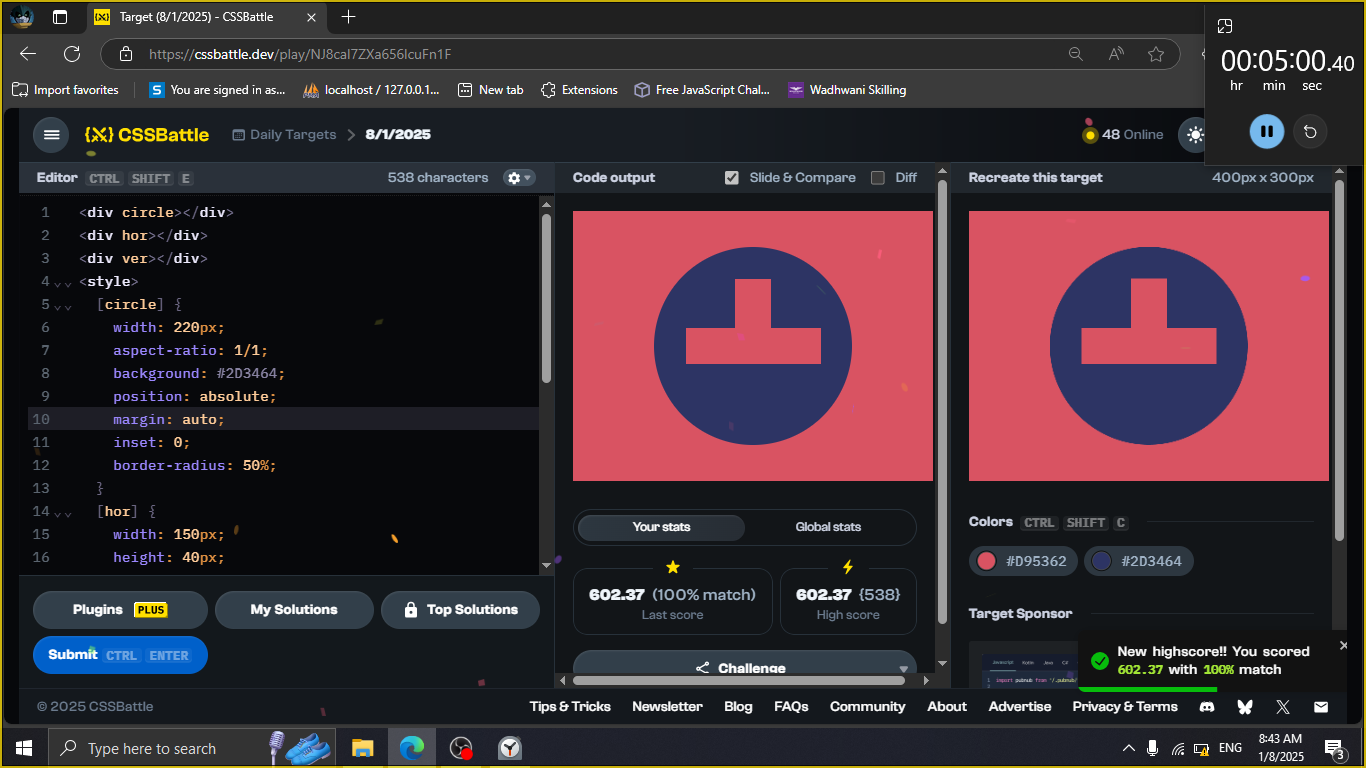 Target (8/1/2025) - CSSBattle
https://cssbattle.dev/play/NJ8cal7ZXa656lcuFn1F
Import favorites
S You are signed in as...
localhost / 127.0.0.1...
New tab
Extensions
Free JavaScript Chal...
Wadhwani Skilling
00:05:00.40
hr min sec
{X} CSSBattle
Daily Targets > 8/1/2025
48 Online
Editor CTRL SHIFT E
538 characters
1 <div circle></div>
2 <div hor></div>
3 <div ver></div>
4 <style>
5 [circle] {
6 width: 220px;
7 aspect-ratio: 1/1;
8 background: #2D3464;
9 position: absolute;
10 margin: auto;
11 inset: 0;
12 border-radius: 50%;
13 }
14 [hor] {
15 width: 150px;
16 height: 40px;
Plugins PLUS
My Solutions
Top Solutions
Submit CTRL ENTER
Code output
Slide & Compare
Diff
Your stats
Global stats
602.37 (100% match)
Last score
602.37 {538}
High score
Challenge
Recreate this target
400px x 300px
Colors CTRL SHIFT C
#D95362
#2D3464
Target Sponsor
New highscore!! You scored
602.37 with 100% match
© 2025 CSSBattle
Tips & Tricks
Newsletter
Blog
FAQs
Community
About
Advertise
Privacy & Terms
Type here to search
ENG
8:43 AM
1/8/2025
3